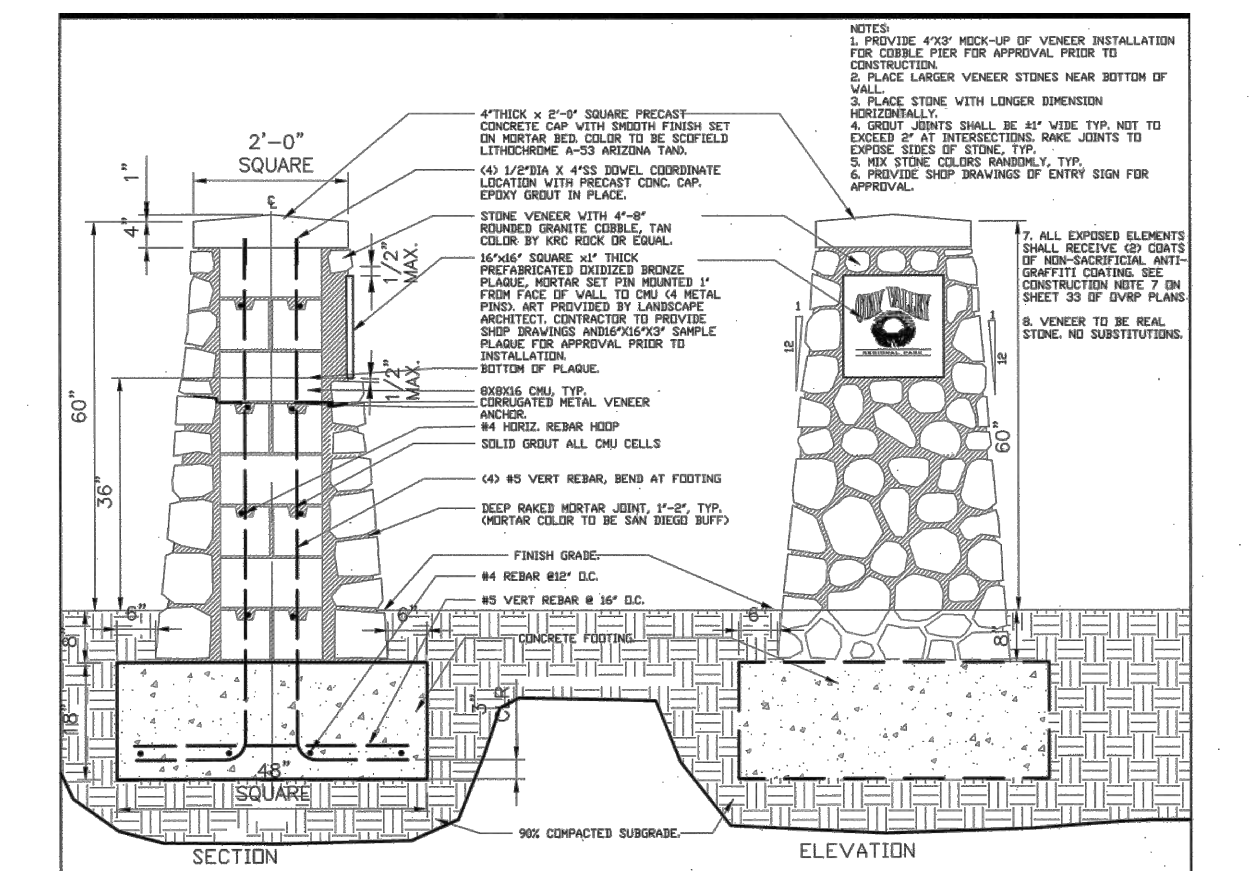 NOTES:
1. PROVIDE 4'X3' MOCK-UP OF VENEER INSTALLATION
FOR COBBLE PIER FOR APPROVAL PRIOR TO
CONSTRUCTION.
2. PLACE LARGER VENEER STONES NEAR BOTTOM OF
WALL.
3. PLACE STONE WITH LONGER DIMENSION
HORIZONTALLY.
4. GROUT JOINTS SHALL BE ±1" WIDE TYP. NOT TO
EXCEED 2" AT INTERSECTIONS. RAKE JOINTS TO
EXPOSE SIDES OF STONE, TYP.
5. MIX STONE COLORS RANDOMLY, TYP.
6. PROVIDE SHOP DRAWINGS OF ENTRY SIGN FOR
APPROVAL.
7. ALL EXPOSED ELEMENTS
SHALL RECEIVE (2) COATS
OF NON-SACRIFICIAL ANTI-
GRAFFITI COATING. SEE
CONSTRUCTION NOTE 7 ON
SHEET 33 OF OVRP PLANS
8. VENEER TO BE REAL
STONE. NO SUBSTITUTIONS.
4"THICK x 2'-0" SQUARE PRECAST
CONCRETE CAP WITH SMOOTH FINISH SET
ON MORTAR BED. COLOR TO BE SCOFIELD
LITHOCHROME A-53 ARIZONA TAND.
(4) 1/2"DIA X 4"SS DOWEL COORDINATE
LOCATION WITH PRECAST CONC. CAP.
EPOXY GROUT IN PLACE.
STONE VENEER WITH 4"-8"
ROUNDED GRANITE COBBLE, TAN
COLOR BY KRC ROCK OR EQUAL.
16"x16" SQUARE x1" THICK
PREFABRICATED OXIDIZED BRONZE
PLAQUE, MORTAR SET PIN MOUNTED 1"
FROM FACE OF WALL TO CMU (4 METAL
PINS). ART PROVIDED BY LANDSCAPE
ARCHITECT. CONTRACTOR TO PROVIDE
SHOP DRAWINGS AND16"X16"X3" SAMPLE
PLAQUE FOR APPROVAL PRIOR TO
INSTALLATION.
BOTTOM OF PLAQUE.
8X8X16 CMU, TYP.
CORRUGATED METAL VENEER
ANCHOR.
#4 HORIZ. REBAR HOOP
SOLID GROUT ALL CMU CELLS
(4) #5 VERT REBAR, BEND AT FOOTING
DEEP RAKED MORTAR JOINT, 1"-2", TYP.
(MORTAR COLOR TO BE SAN DIEGO BUFF)
FINISH GRADE.
#4 REBAR @12" O.C.
#5 VERT REBAR @ 16" O.C.
CONCRETE FOOTING
90% COMPACTED SUBGRADE.
2'-0"
SQUARE
1"
4"
60"
36"
1/2"
MAX.
1/2"
MAX.
6"
6"
8"
18"
3"
CLR
48"
SQUARE
SECTION
OTAY VALLEY
REGIONAL PARK
1
12
1
12
60"
6"
8"
ELEVATION